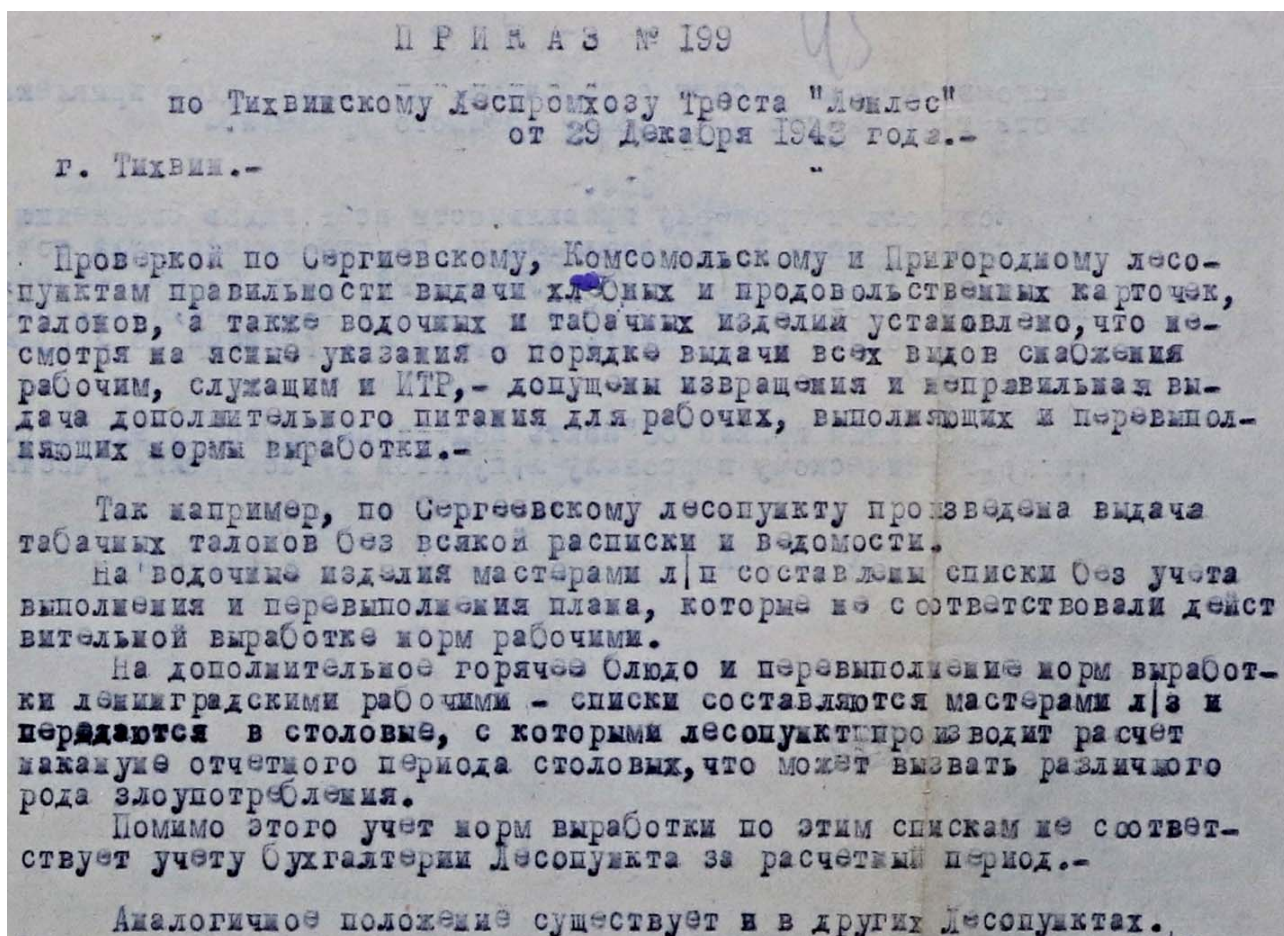 ПРИКАЗ № 199
по Тихвинскому Леспромхозу Треста "Ленлес"
от 29 Декабря 1943 года.-
г. Тихвин.-
Проверкой по Сергиевскому, Комсомольскому и Пригородному лесо-
пунктам правильности выдачи хлебных и продовольственных карточек,
талонов, а также водочных и табачных изделий установлено,что не-
смотря на ясные указания о порядке выдачи всех видов снабжения
рабочим, служащим и ИТР,- допущены извращения и неправильная вы-
дача дополнительного питания для рабочих, выполняющих и перевыпол-
няющих нормы выработки.-
Так например, по Сергеевскому лесопункту произведена выдача
табачных талонов без всякой расписки и ведомости.
На водочные изделия мастерами л/п составлены списки без учета
выполнения и перевыполнения плана, которые не соответствовали дейст
вительной выработке норм рабочими.
На дополнительное горячее блюдо и перевыполнение норм выработ-
ки ленинградскими рабочими - списки составляются мастерами л/з и
передаются в столовые, с которыми лесопункт производит расчет
накануне отчетного периода столовых,что может вызвать различного
рода злоупотребления.
Помимо этого учет норм выработки по этим спискам не соответ-
ствует учету бухгалтерии Лесопункта за расчетный период.-
Аналогичное положение существует и в других Лесопунктах.